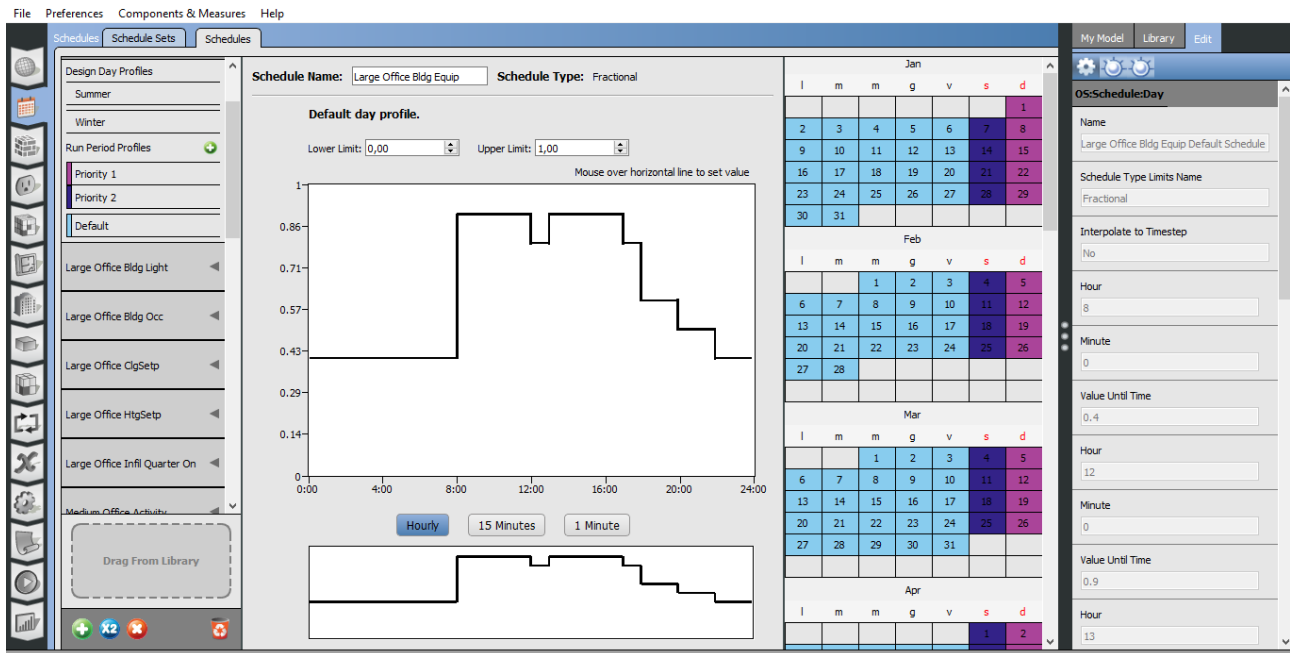 File Preferences Components & Measures Help
Schedules Schedule Sets Schedules
My Model Library Edit
Design Day Profiles
Summer
Winter
Run Period Profiles
Priority 1
Priority 2
Default
Large Office Bldg Light
Large Office Bldg Occ
Large Office ClgSetp
Large Office HtgSetp
Large Office Infil Quarter On
Medium Office Activity
Drag From Library
X2
Schedule Name: Large Office Bldg Equip Schedule Type: Fractional
Default day profile.
Lower Limit: 0,00 Upper Limit: 1,00
Mouse over horizontal line to set value
1
0.86
0.71
0.57
0.43
0.29
0.14
0
0:00 4:00 8:00 12:00 16:00 20:00 24:00
Hourly 15 Minutes 1 Minute
Jan
l m m g v s d
1
2 3 4 5 6 7 8
9 10 11 12 13 14 15
16 17 18 19 20 21 22
23 24 25 26 27 28 29
30 31
Feb
l m m g v s d
1 2 3 4 5
6 7 8 9 10 11 12
13 14 15 16 17 18 19
20 21 22 23 24 25 26
27 28
Mar
l m m g v s d
1 2 3 4 5
6 7 8 9 10 11 12
13 14 15 16 17 18 19
20 21 22 23 24 25 26
27 28 29 30 31
Apr
l m m g v s d
1 2
OS:Schedule:Day
Name
Large Office Bldg Equip Default Schedule
Schedule Type Limits Name
Fractional
Interpolate to Timestep
No
Hour
8
Minute
0
Value Until Time
0.4
Hour
12
Minute
0
Value Until Time
0.9
Hour
13